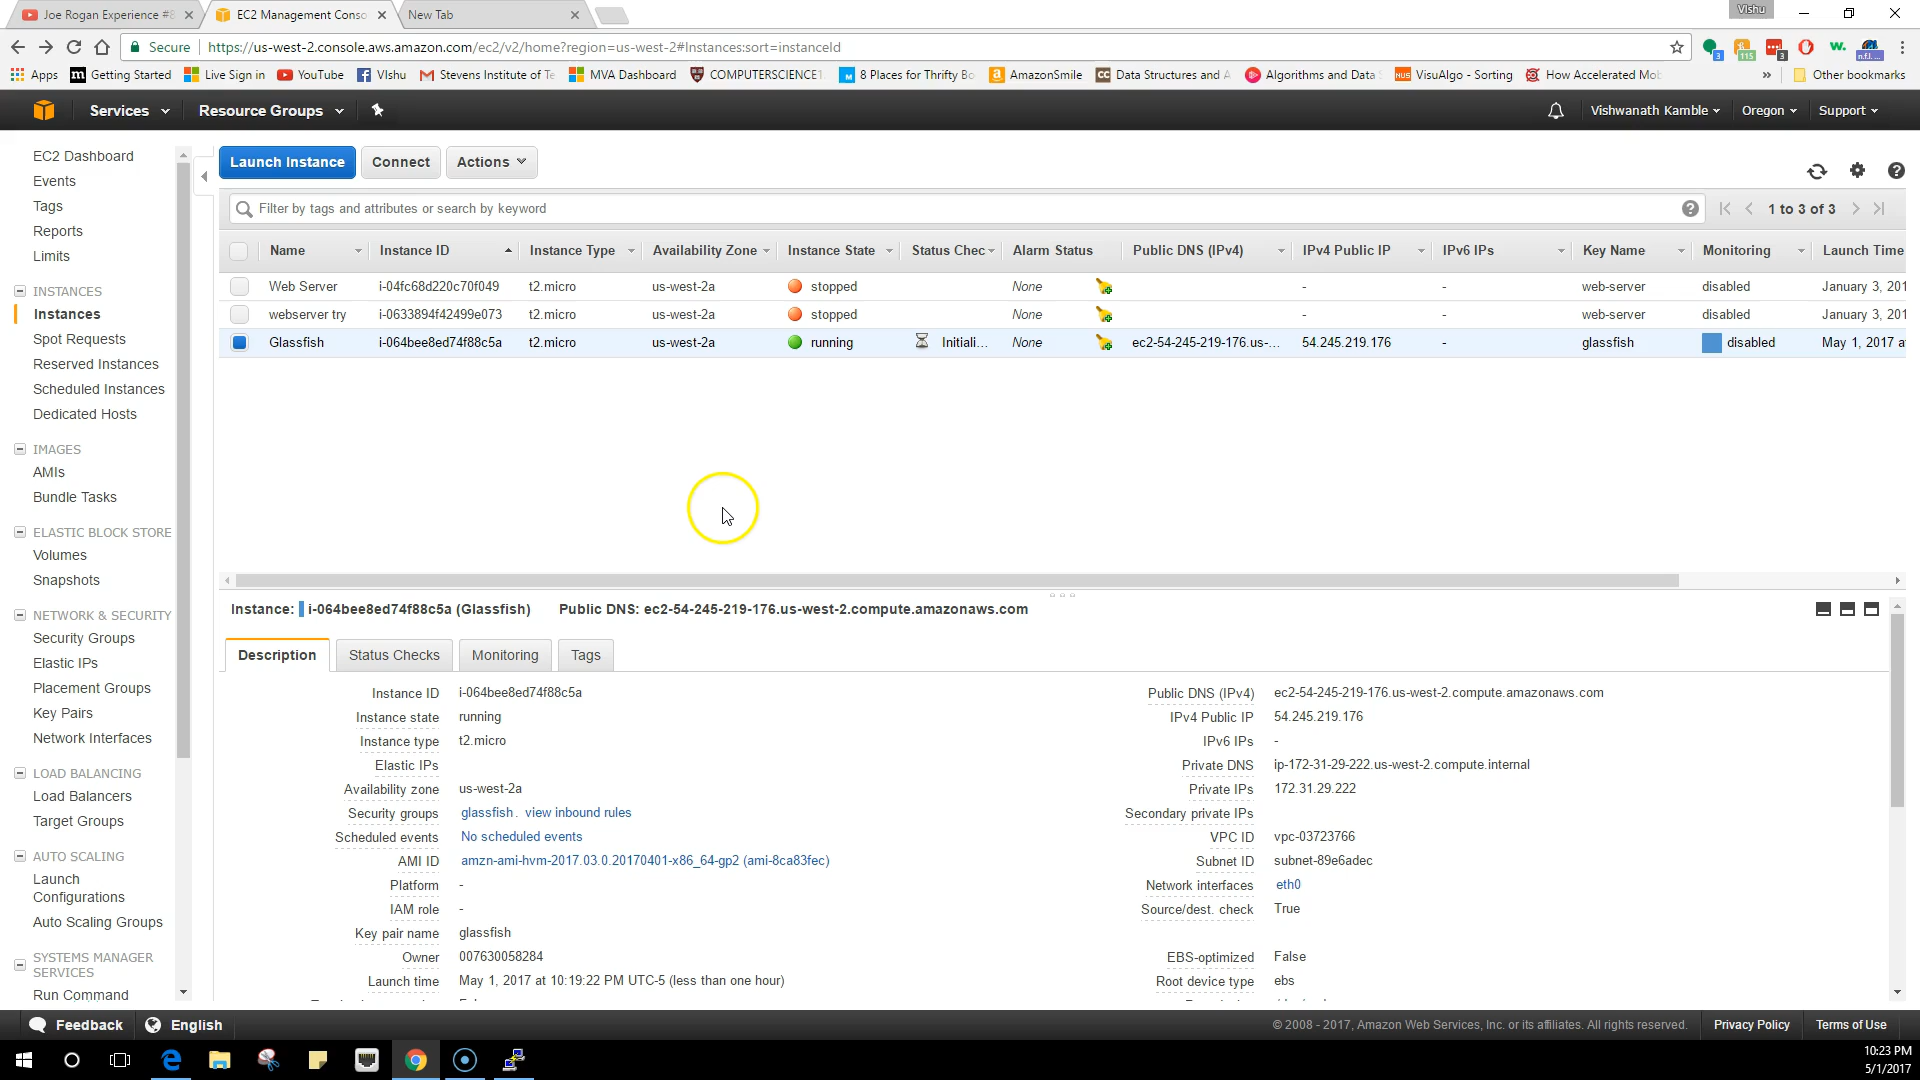 Joe Rogan Experience #8
EC2 Management Conso
New Tab
Vishu
Secure
https://us-west-2.console.aws.amazon.com/ec2/v2/home?region=us-west-2#Instances:sort=instanceId
Apps
Getting Started
Live Sign in
YouTube
VIshu
Stevens Institute of Te
MVA Dashboard
COMPUTERSCIENCE1
8 Places for Thrifty Bo
AmazonSmile
Data Structures and A
Algorithms and Data
VisuAlgo - Sorting
How Accelerated Mob
Other bookmarks
Services
Resource Groups
Vishwanath Kamble
Oregon
Support
EC2 Dashboard
Events
Tags
Reports
Limits
INSTANCES
Instances
Spot Requests
Reserved Instances
Scheduled Instances
Dedicated Hosts
IMAGES
AMIs
Bundle Tasks
ELASTIC BLOCK STORE
Volumes
Snapshots
NETWORK & SECURITY
Security Groups
Elastic IPs
Placement Groups
Key Pairs
Network Interfaces
LOAD BALANCING
Load Balancers
Target Groups
AUTO SCALING
Launch
Configurations
Auto Scaling Groups
SYSTEMS MANAGER
SERVICES
Run Command
Launch Instance
Connect
Actions
Filter by tags and attributes or search by keyword
1 to 3 of 3
Name Instance ID Instance Type Availability Zone Instance State Status Chec Alarm Status Public DNS (IPv4) IPv4 Public IP IPv6 IPs Key Name Monitoring Launch Time
Web Server i-04fc68d220c70f049 t2.micro us-west-2a stopped None - - web-server disabled January 3, 201
webserver try i-0633894f42499e073 t2.micro us-west-2a stopped None - - web-server disabled January 3, 201
Glassfish i-064bee8ed74f88c5a t2.micro us-west-2a running Initiali... None ec2-54-245-219-176.us-... 54.245.219.176 - glassfish disabled May 1, 2017 a
Instance: i-064bee8ed74f88c5a (Glassfish) Public DNS: ec2-54-245-219-176.us-west-2.compute.amazonaws.com
Description
Status Checks
Monitoring
Tags
Instance ID i-064bee8ed74f88c5a
Instance state running
Instance type t2.micro
Elastic IPs
Availability zone us-west-2a
Security groups glassfish. view inbound rules
Scheduled events No scheduled events
AMI ID amzn-ami-hvm-2017.03.0.20170401-x86_64-gp2 (ami-8ca83fec)
Platform -
IAM role -
Key pair name glassfish
Owner 007630058284
Launch time May 1, 2017 at 10:19:22 PM UTC-5 (less than one hour)
Public DNS (IPv4) ec2-54-245-219-176.us-west-2.compute.amazonaws.com
IPv4 Public IP 54.245.219.176
IPv6 IPs -
Private DNS ip-172-31-29-222.us-west-2.compute.internal
Private IPs 172.31.29.222
Secondary private IPs
VPC ID vpc-03723766
Subnet ID subnet-89e6adec
Network interfaces eth0
Source/dest. check True
EBS-optimized False
Root device type ebs
Feedback
English
© 2008 - 2017, Amazon Web Services, Inc. or its affiliates. All rights reserved.
Privacy Policy
Terms of Use
10:23 PM
5/1/2017